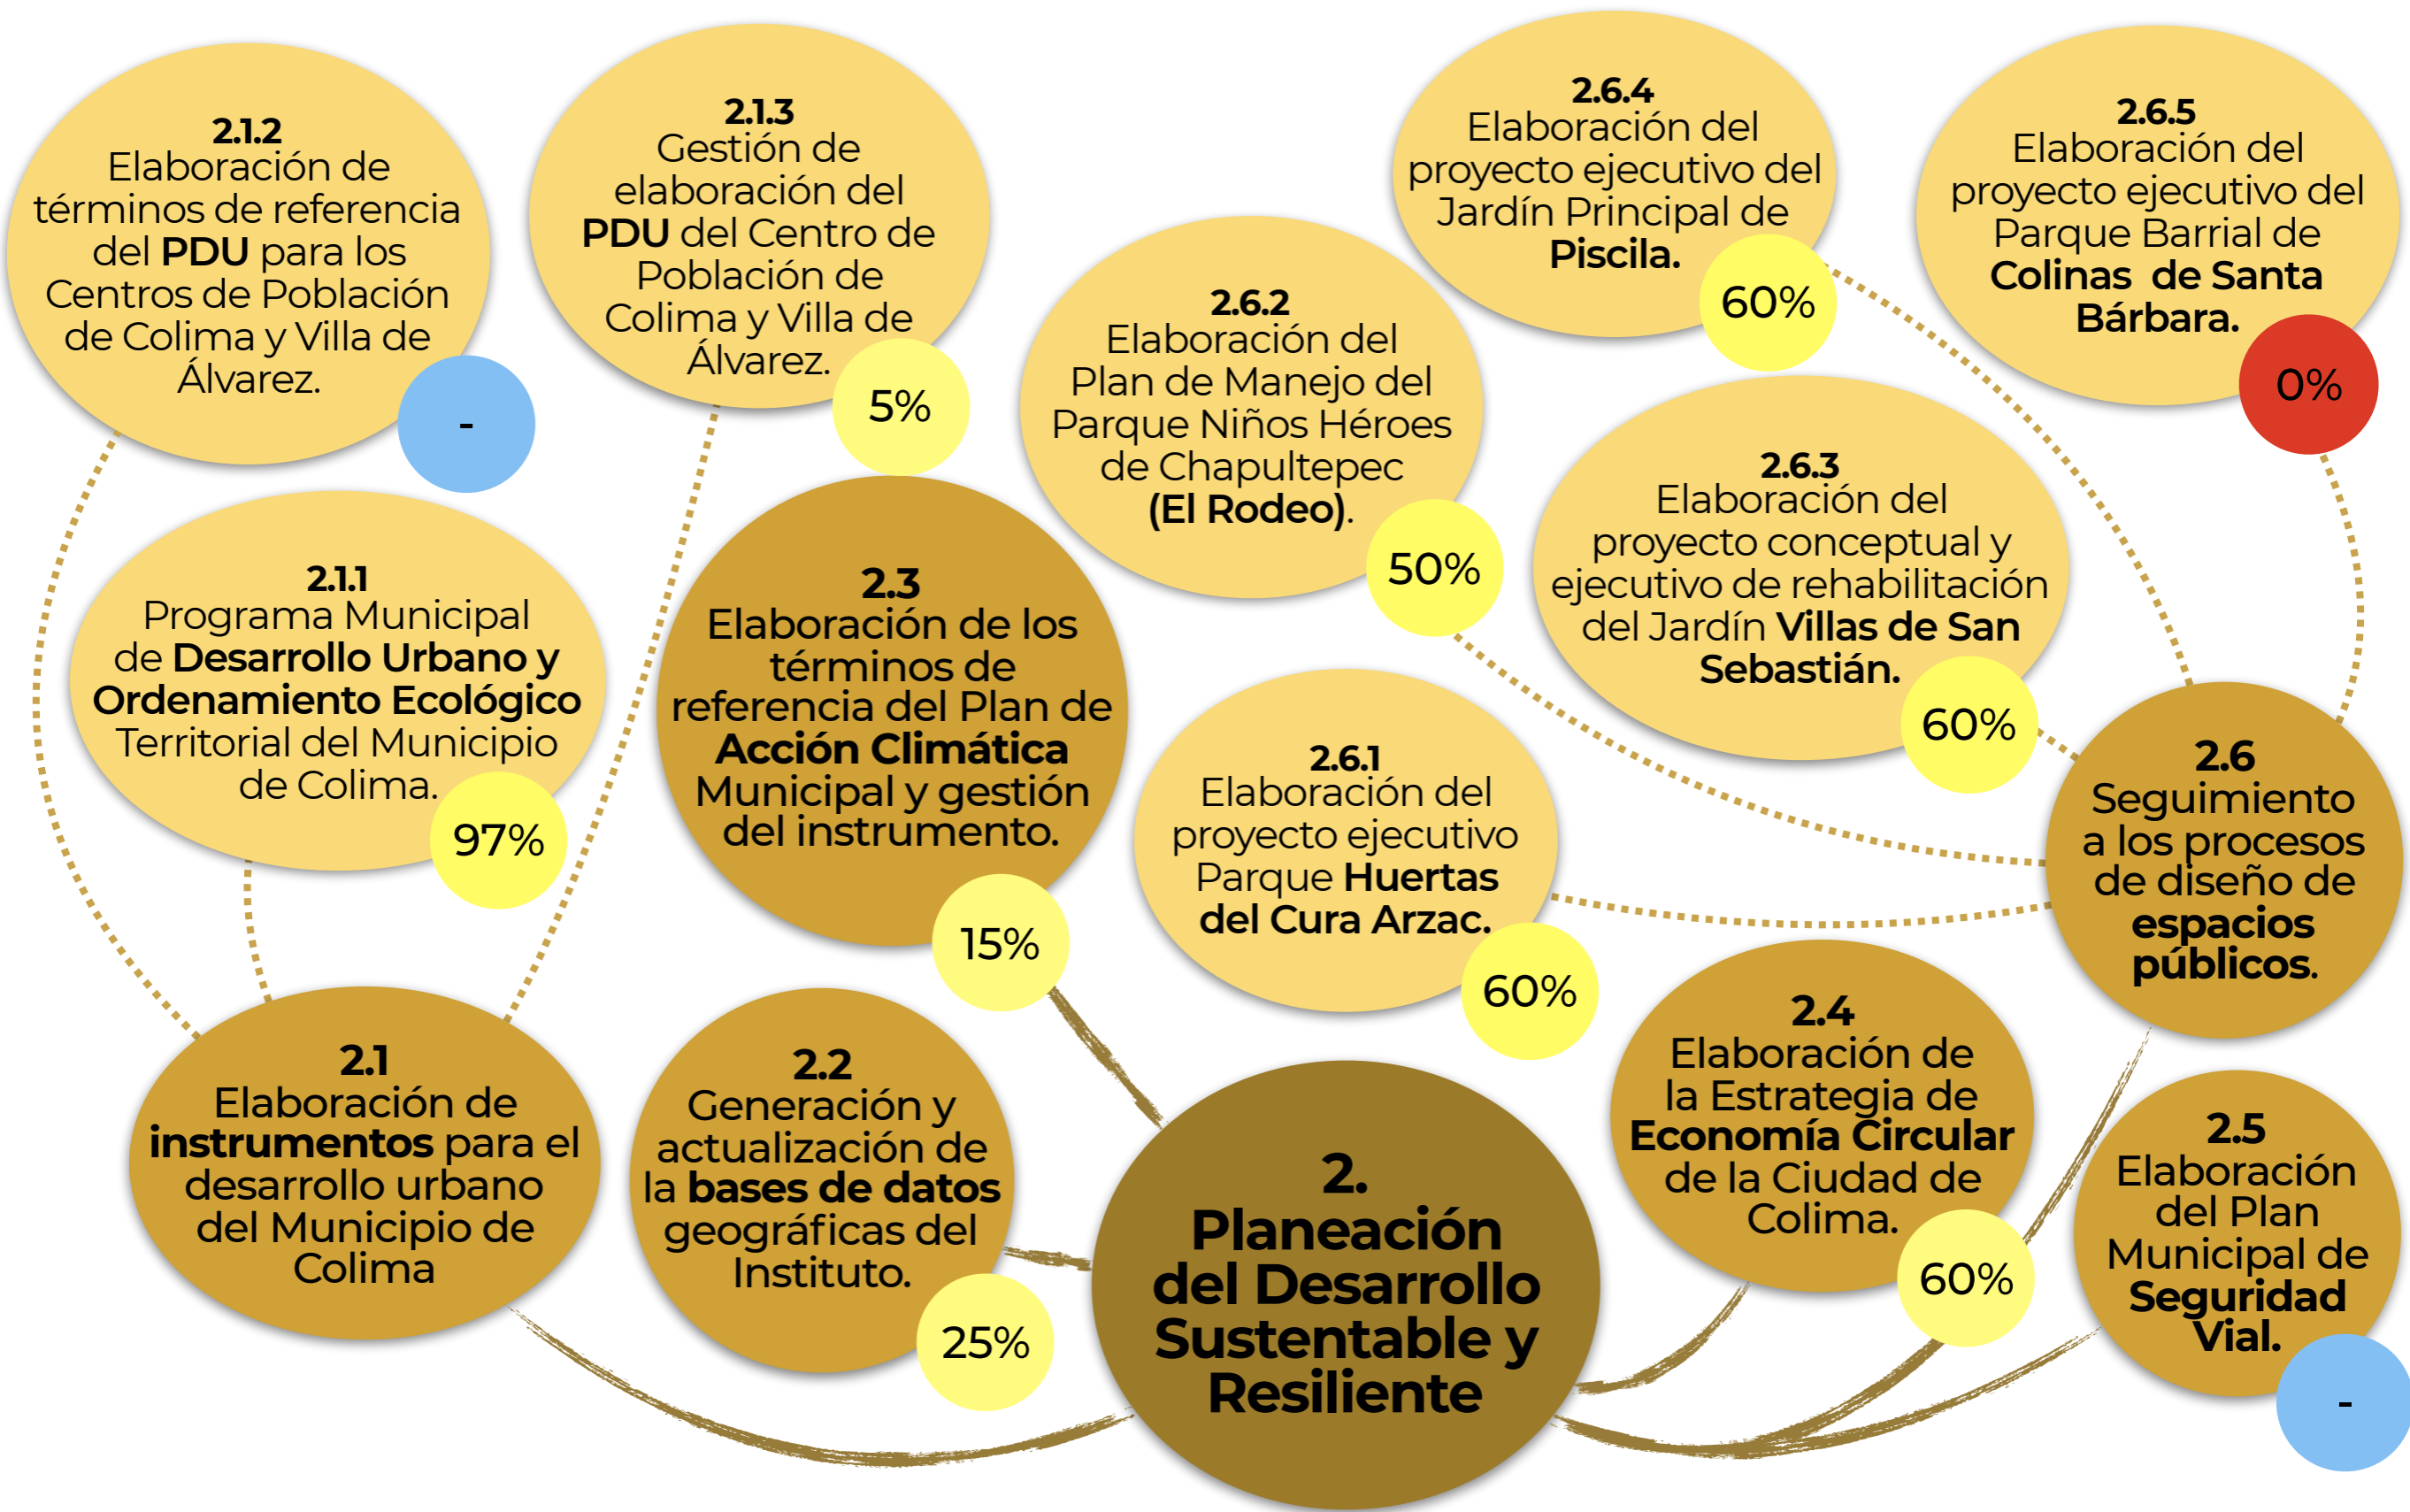 2.1.2
Elaboración de
términos de referencia
del PDU para los
Centros de Población
de Colima y Villa de
Álvarez.
-
2.1.3
Gestión de
elaboración del
PDU del Centro de
Población de
Colima y Villa de
Álvarez.
5%
2.6.4
Elaboración del
proyecto ejecutivo del
Jardín Principal de
Piscila.
60%
2.6.5
Elaboración del
proyecto ejecutivo del
Parque Barrial de
Colinas de Santa
Bárbara.
0%
2.6.2
Elaboración del
Plan de Manejo del
Parque Niños Héroes
de Chapultepec
(El Rodeo).
50%
2.6.3
Elaboración del
proyecto conceptual y
ejecutivo de rehabilitación
del Jardín Villas de San
Sebastián.
60%
2.1.1
Programa Municipal
de Desarrollo Urbano y
Ordenamiento Ecológico
Territorial del Municipio
de Colima.
97%
2.3
Elaboración de los
términos de
referencia del Plan de
Acción Climática
Municipal y gestión
del instrumento.
15%
2.6.1
Elaboración del
proyecto ejecutivo
Parque Huertas
del Cura Arzac.
60%
2.6
Seguimiento
a los procesos
de diseño de
espacios
públicos.
2.1
Elaboración de
instrumentos para el
desarrollo urbano
del Municipio de
Colima
2.2
Generación y
actualización de
la bases de datos
geográficas del
Instituto.
25%
2.
Planeación
del Desarrollo
Sustentable y
Resiliente
2.4
Elaboración de
la Estrategia de
Economía Circular
de la Ciudad de
Colima.
60%
2.5
Elaboración
del Plan
Municipal de
Seguridad
Vial.
-